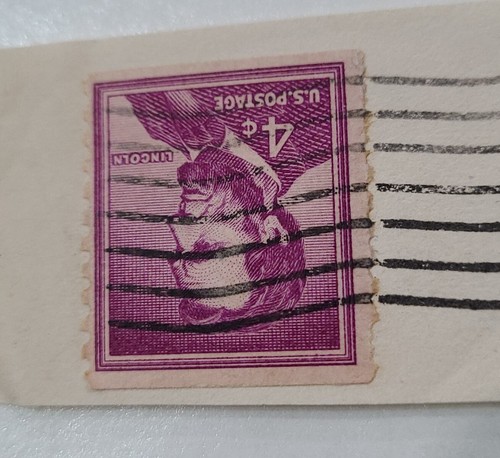 LINCOLN
4¢
U.S. POSTAGE